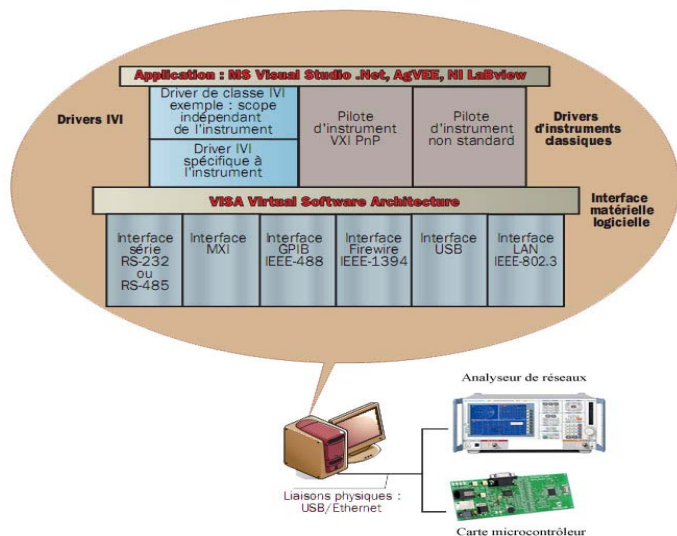 Application : MS Visual Studio .Net, AgVEE, NI LaBview
Drivers IVI
Driver de classe IVI
exemple : scope
indépendant
de l'instrument
Driver IVI
spécifique à
l'instrument
Pilote
d'instrument
VXI PnP
Pilote
d'instrument
non standard
Drivers
d'instruments
classiques
VISA Virtual Software Architecture
Interface
matérielle
logicielle
Interface
série
RS-232
ou
RS-485
Interface
MXI
Interface
GPIB
IEEE-488
Interface
Firewire
IEEE-1394
Interface
USB
Interface
LAN
IEEE-802.3
Analyseur de réseaux
Liaisons physiques :
USB/Ethernet
Carte microcontrôleur